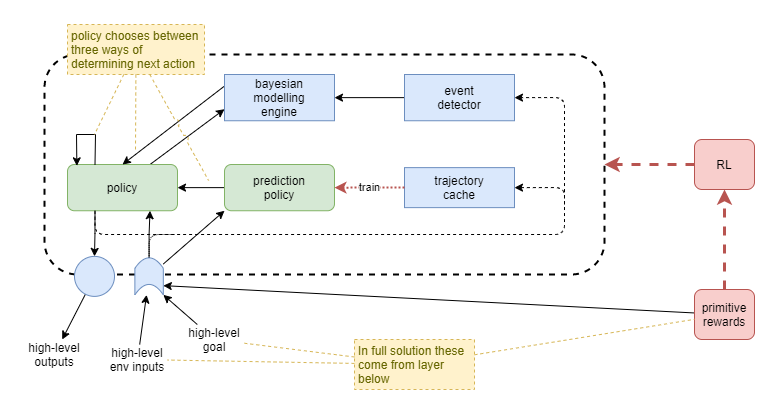 policy chooses between
three ways of
determining next action
bayesian
modelling
engine
event
detector
policy
prediction
policy
train
trajectory
cache
RL
primitive
rewards
high-level
outputs
high-level
env inputs
high-level
goal
In full solution these
come from layer
below